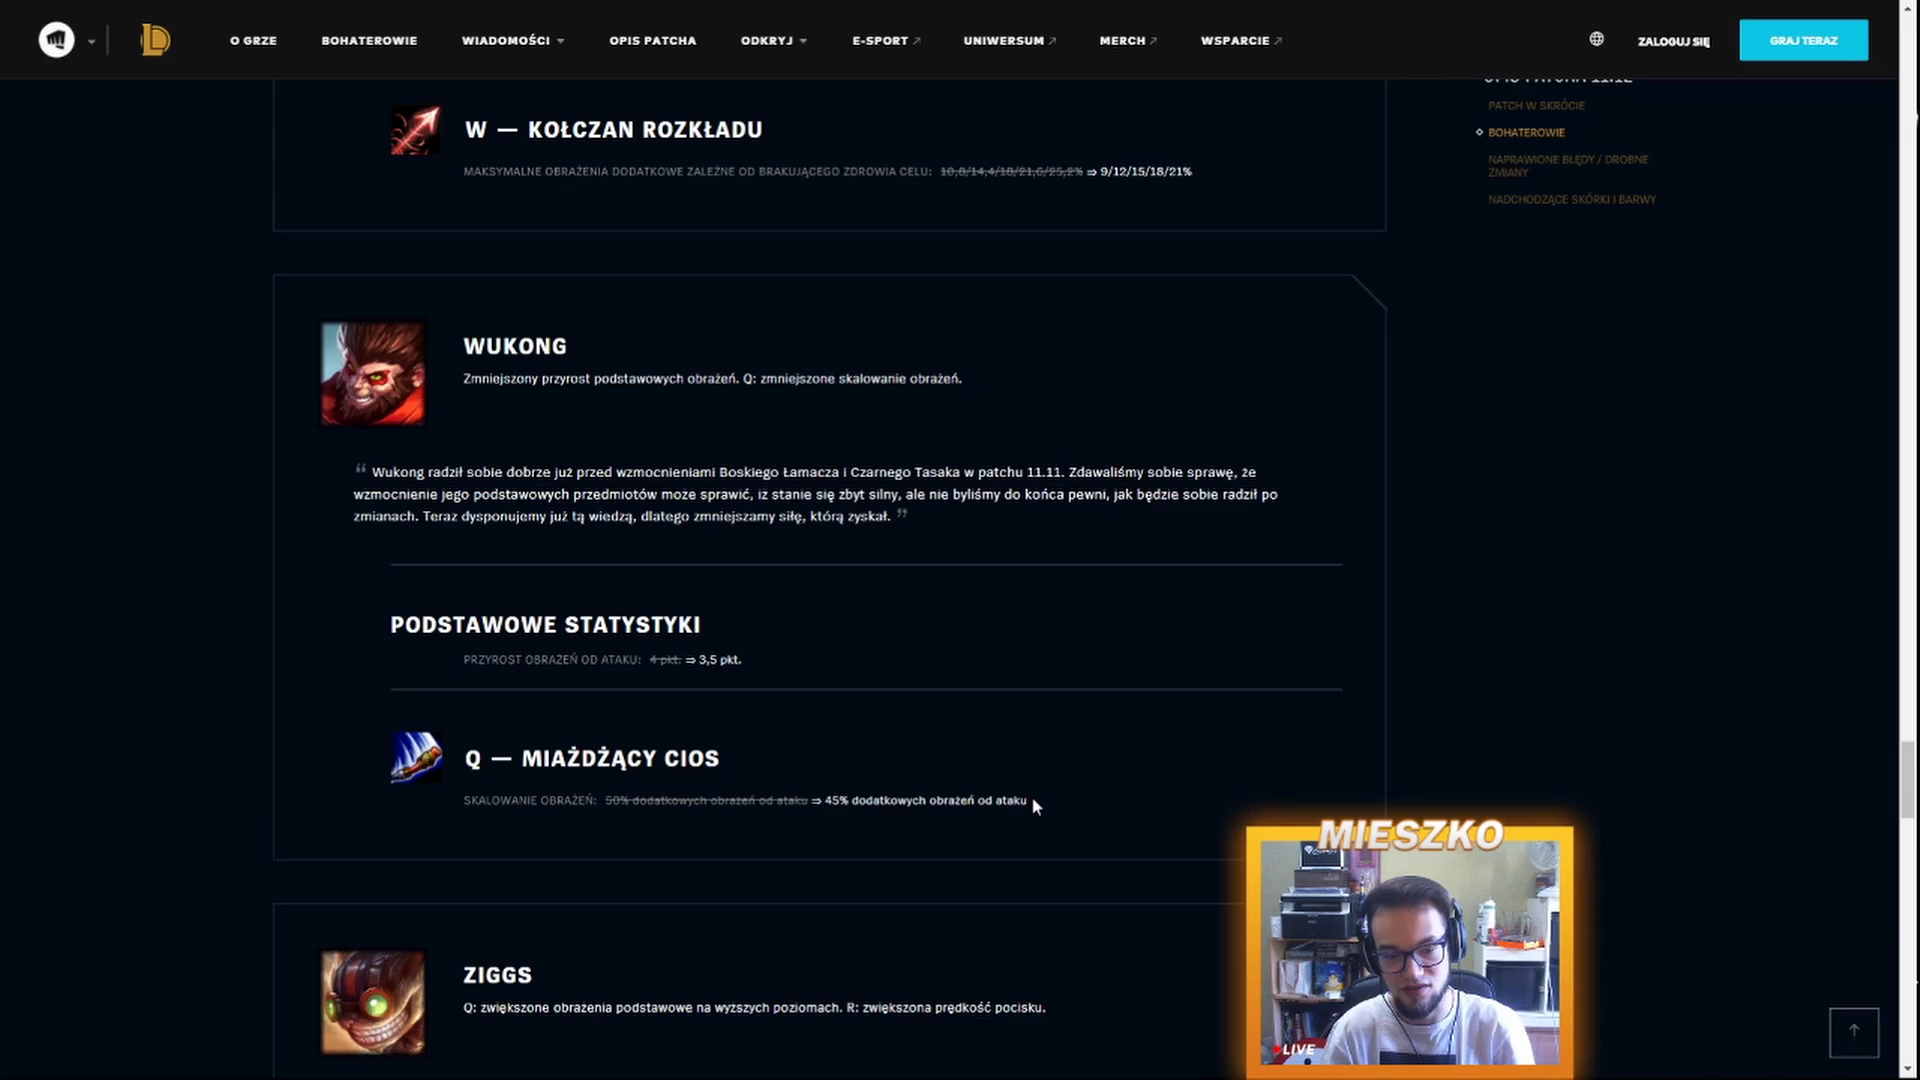 O GRZE
BOHATEROWIE
WIADOMOŚCI
OPIS PATCHA
ODKRYJ
E-SPORT
UNIWERSUM
MERCH
WSPARCIE
ZALOGUJ SIĘ
GRAJ TERAZ
OPIS PATCHA 11.12
PATCH W SKRÓCIE
BOHATEROWIE
NAPRAWIONE BŁĘDY / DROBNE
ZMIANY
NADCHODZĄCE SKÓRKI I BARWY
W — KOŁCZAN ROZKŁADU
MAKSYMALNE OBRAŻENIA DODATKOWE ZALEŻNE OD BRAKUJĄCEGO ZDROWIA CELU: 10,8/14,4/18/21,6/25,2% ⇒ 9/12/15/18/21%
WUKONG
Zmniejszony przyrost podstawowych obrażeń. Q: zmniejszone skalowanie obrażeń.
“ Wukong radził sobie dobrze już przed wzmocnieniami Boskiego Łamacza i Czarnego Tasaka w patchu 11.11. Zdawaliśmy sobie sprawę, że
wzmocnienie jego podstawowych przedmiotów może sprawić, iż stanie się zbyt silny, ale nie byliśmy do końca pewni, jak będzie sobie radził po
zmianach. Teraz dysponujemy już tą wiedzą, dlatego zmniejszamy siłę, którą zyskał. ”
PODSTAWOWE STATYSTYKI
PRZYROST OBRAŻEŃ OD ATAKU: 4 pkt. ⇒ 3,5 pkt.
Q — MIAŻDŻĄCY CIOS
SKALOWANIE OBRAŻEŃ: 50% dodatkowych obrażeń od ataku ⇒ 45% dodatkowych obrażeń od ataku
ZIGGS
Q: zwiększone obrażenia podstawowe na wyższych poziomach. R: zwiększona prędkość pocisku.
MIESZKO
LIVE